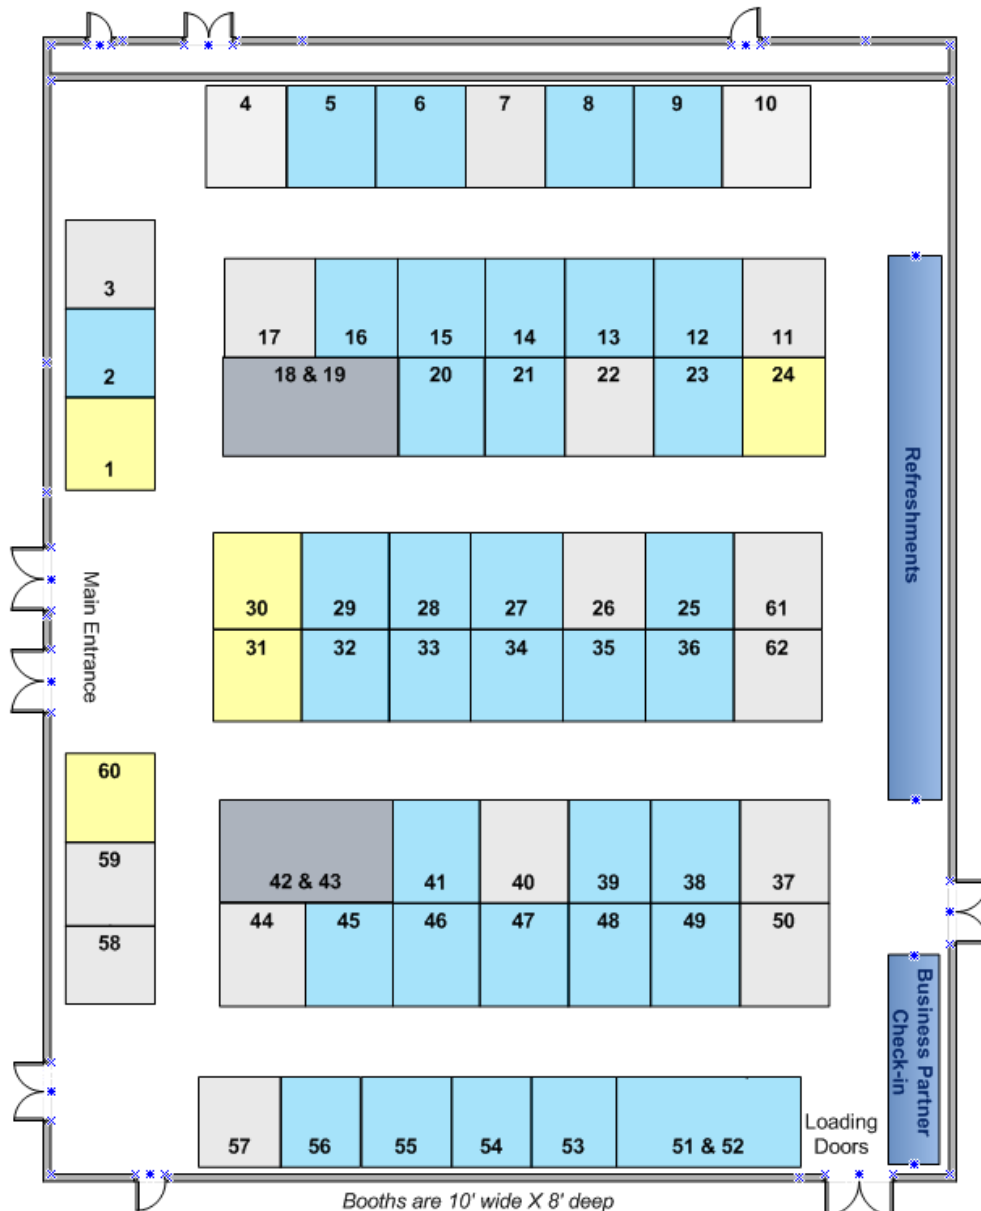 4 5 6 7 8 9 10
3
17 16 15 14 13 12 11
2
18 & 19 20 21 22 23 24
1
Refreshments
Main Entrance
30 29 28 27 26 25 61
31 32 33 34 35 36 62
60
59
42 & 43 41 40 39 38 37
58
44 45 46 47 48 49 50
Business Partner
Check-in
57 56 55 54 53 51 & 52
Loading
Doors
Booths are 10' wide X 8' deep